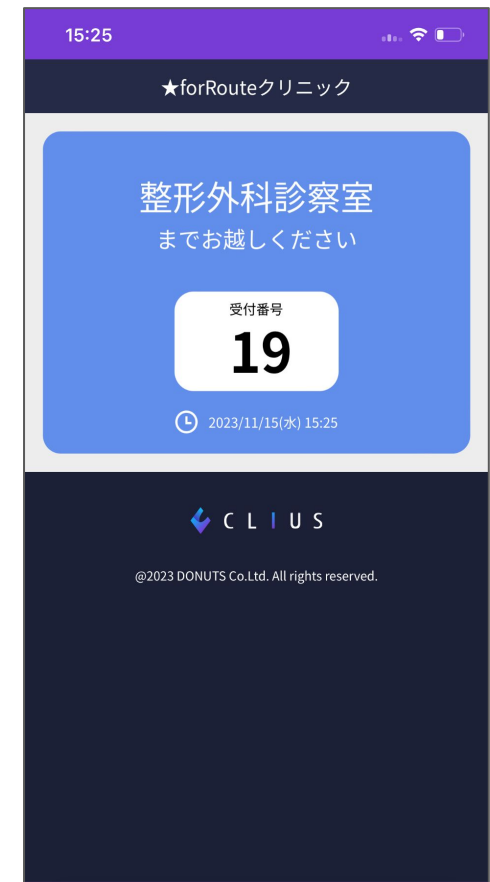 15:25
★forRouteクリニック
整形外科診察室
までお越しください
受付番号
19
2023/11/15(水) 15:25
CLIUS
@2023 DONUTS Co.Ltd. All rights reserved.